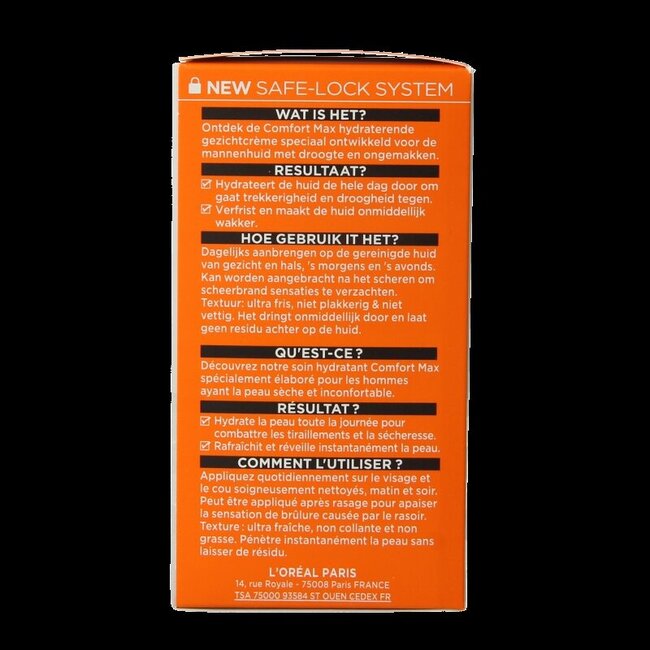 NEW SAFE-LOCK SYSTEM
WAT IS HET?
Ontdek de Comfort Max hydraterende
gezichtcrème speciaal ontwikkeld voor de
mannenhuid met droogte en ongemakken.
RESULTAAT?
Hydrateert de huid de hele dag door om
gaat trekkerigheid en droogheid tegen.
Verfrist en maakt de huid onmiddellijk
wakker.
HOE GEBRUIK IT HET?
Dagelijks aanbrengen op de gereinigde huid
van gezicht en hals, 's morgens en 's avonds.
Kan worden aangebracht na het scheren om
scheerbrand sensaties te verzachten.
Textuur: ultra fris, niet plakkerig & niet
vettig. Het dringt onmiddellijk door en laat
geen residu achter op de huid.
QU'EST-CE ?
Découvrez notre soin hydratant Comfort Max
spécialement élaboré pour les hommes
ayant la peau sèche et inconfortable.
RÉSULTAT ?
Hydrate la peau toute la journée pour
combattre les tiraillements et la sécheresse.
Rafraîchit et réveille instantanément la peau.
COMMENT L'UTILISER ?
Appliquez quotidiennement sur le visage et
le cou soigneusement nettoyés, matin et soir.
Peut être appliqué après rasage pour apaiser
la sensation de brûlure causée par le rasoir.
Texture : ultra fraîche, non collante et non
grasse. Pénètre instantanément la peau sans
laisser de résidu.
L'ORÉAL PARIS
14, rue Royale - 75008 Paris FRANCE
TSA 75000 93584 ST OUEN CEDEX FR